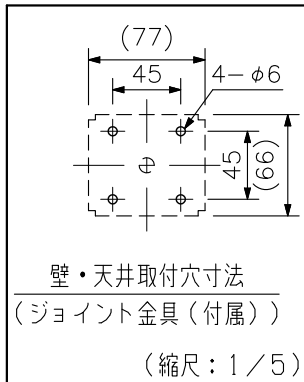 (77)
45
4-φ6
45
(66)
壁・天井取付穴寸法
(ジョイント金具(付属))
(縮尺:1/5)